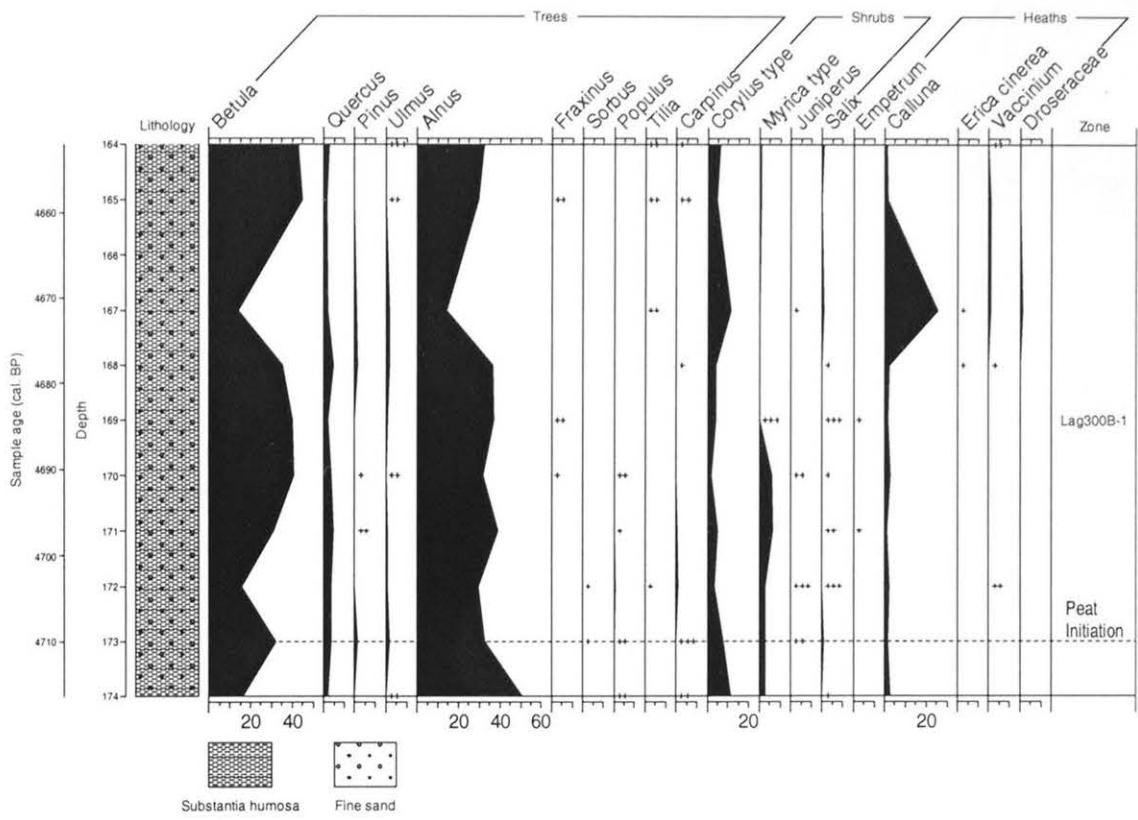 Trees
Shrubs
Heaths
Lithology
Betula
Quercus
Pinus
Ulmus
Alnus
Fraxinus
Sorbus
Populus
Tillia
Carpinus
Corylus type
Myrica type
Juniperus
Salix
Empetrum
Calluna
Erica cinerea
Vaccinium
Droseraceae
Zone
Sample age (cal. BP)
4660
4670
4680
4690
4700
4710
Depth
164
165
166
167
168
169
170
171
172
173
174
Lag300B-1
Peat
Initiation
20 40 20 40 60 20 20
Substantia humosa
Fine sand